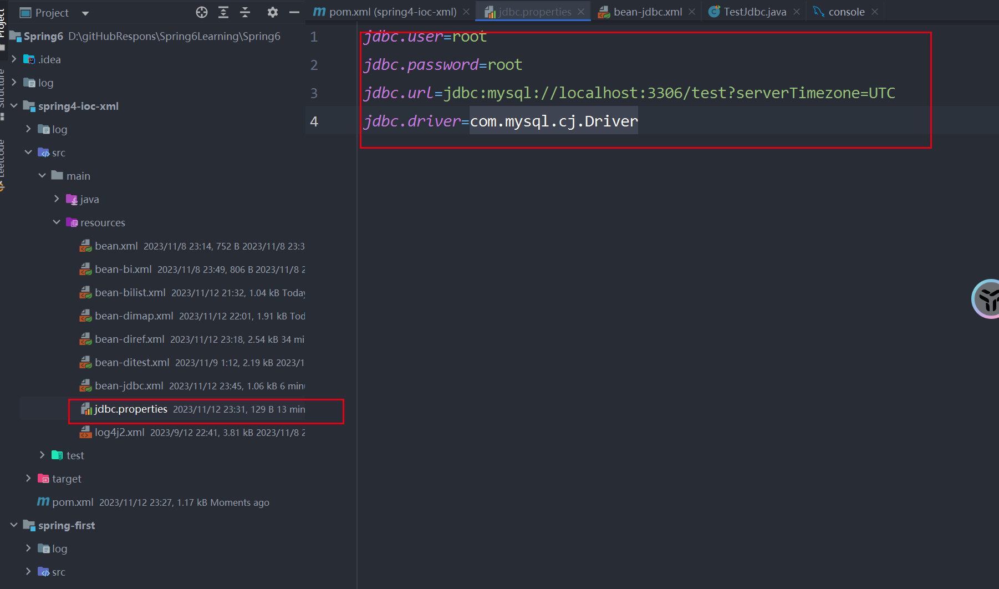 Project
pom.xml (spring4-ioc-xml)
jdbc.properties
bean-jdbc.xml
TestJdbc.java
console
Project
Structure
Leetcode
Spring6 D:\gitHubRespons\Spring6Learning\Spring6
.idea
log
spring4-ioc-xml
log
src
main
java
resources
bean.xml 2023/11/8 23:14, 752 B 2023/11/8 23:3
bean-bi.xml 2023/11/8 23:49, 806 B 2023/11/8 2
bean-bilist.xml 2023/11/12 21:32, 1.04 kB Today
bean-dimap.xml 2023/11/12 22:01, 1.91 kB Tod
bean-diref.xml 2023/11/12 23:18, 2.54 kB 34 mi
bean-ditest.xml 2023/11/9 1:12, 2.19 kB 2023/1
bean-jdbc.xml 2023/11/12 23:45, 1.06 kB 6 minu
jdbc.properties 2023/11/12 23:31, 129 B 13 min
log4j2.xml 2023/9/12 22:41, 3.81 kB 2023/11/8 2
test
target
pom.xml 2023/11/12 23:27, 1.17 kB Moments ago
spring-first
log
src
1 jdbc.user=root
2 jdbc.password=root
3 jdbc.url=jdbc:mysql://localhost:3306/test?serverTimezone=UTC
4 jdbc.driver=com.mysql.cj.Driver